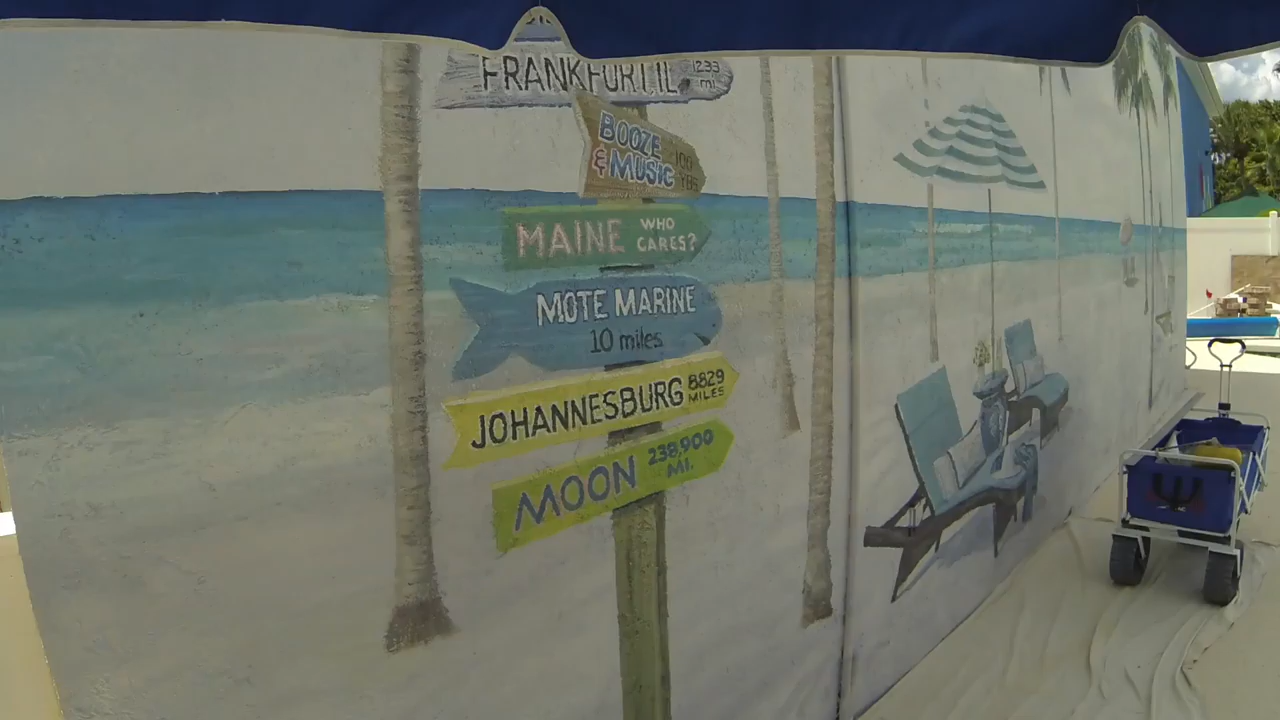 FRANKFORT, IL 1233
mi
BOOZE
& MUSIC 100
YDS
MAINE WHO
CARES?
MOTE MARINE
10 miles
JOHANNESBURG 8829
MILES
MOON 238,900
MI.